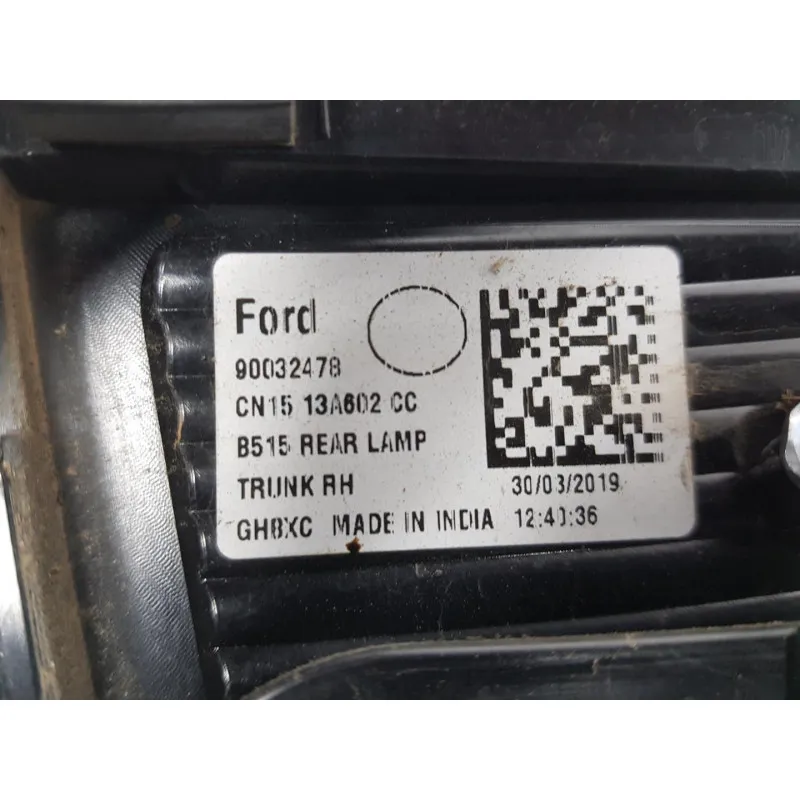 Ford
90032478
CN15 13A602 CC
B515 REAR LAMP
TRUNK RH
30/03/2019
GHBXC MADE IN INDIA 12:40:36